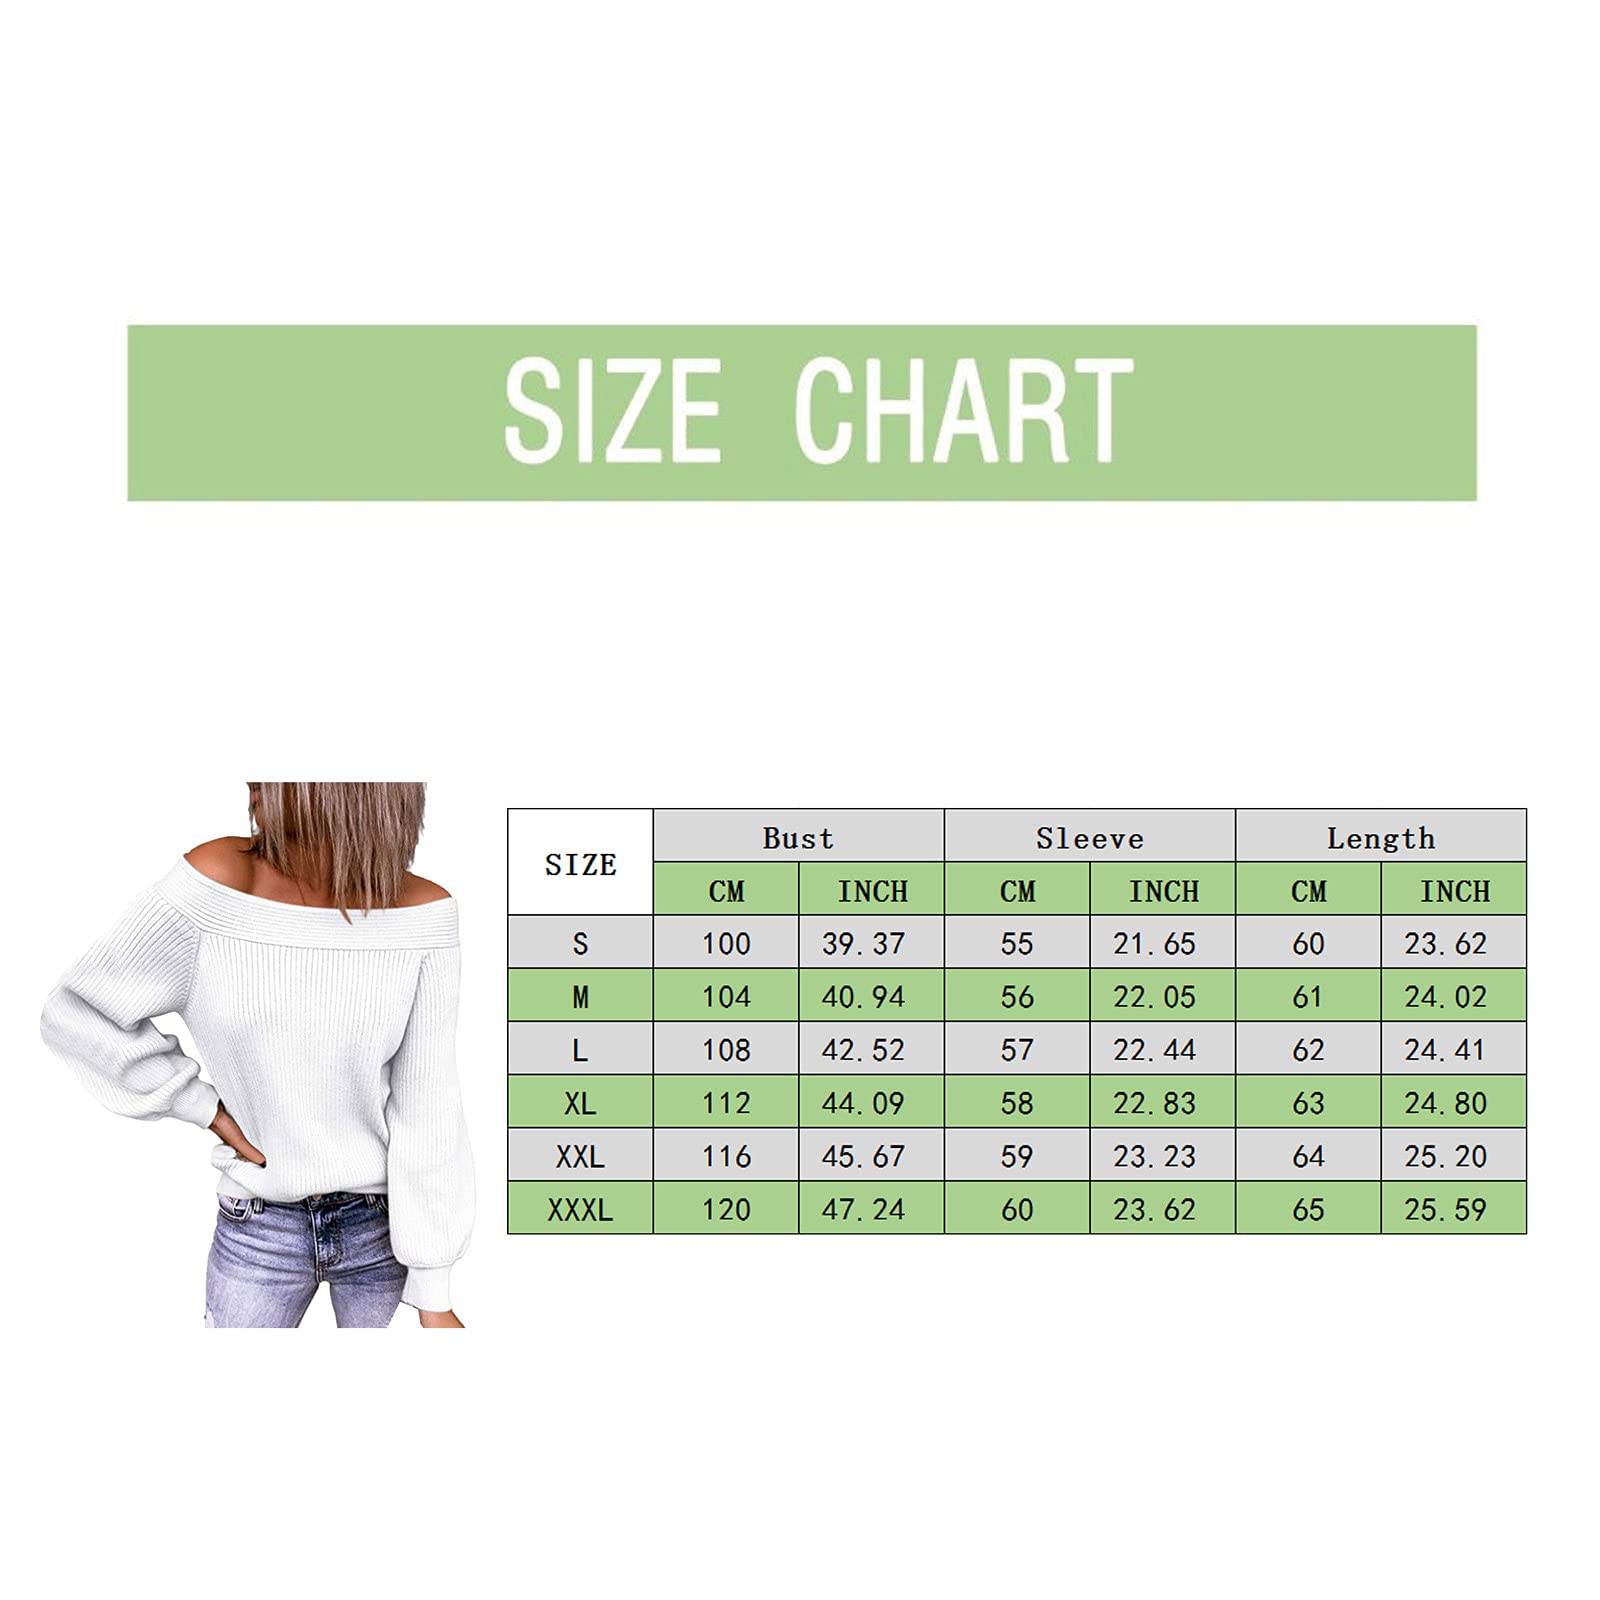 SIZE CHART
SIZE Bust Sleeve Length
CM INCH CM INCH CM INCH
S 100 39.37 55 21.65 60 23.62
M 104 40.94 56 22.05 61 24.02
L 108 42.52 57 22.44 62 24.41
XL 112 44.09 58 22.83 63 24.80
XXL 116 45.67 59 23.23 64 25.20
XXXL 120 47.24 60 23.62 65 25.59